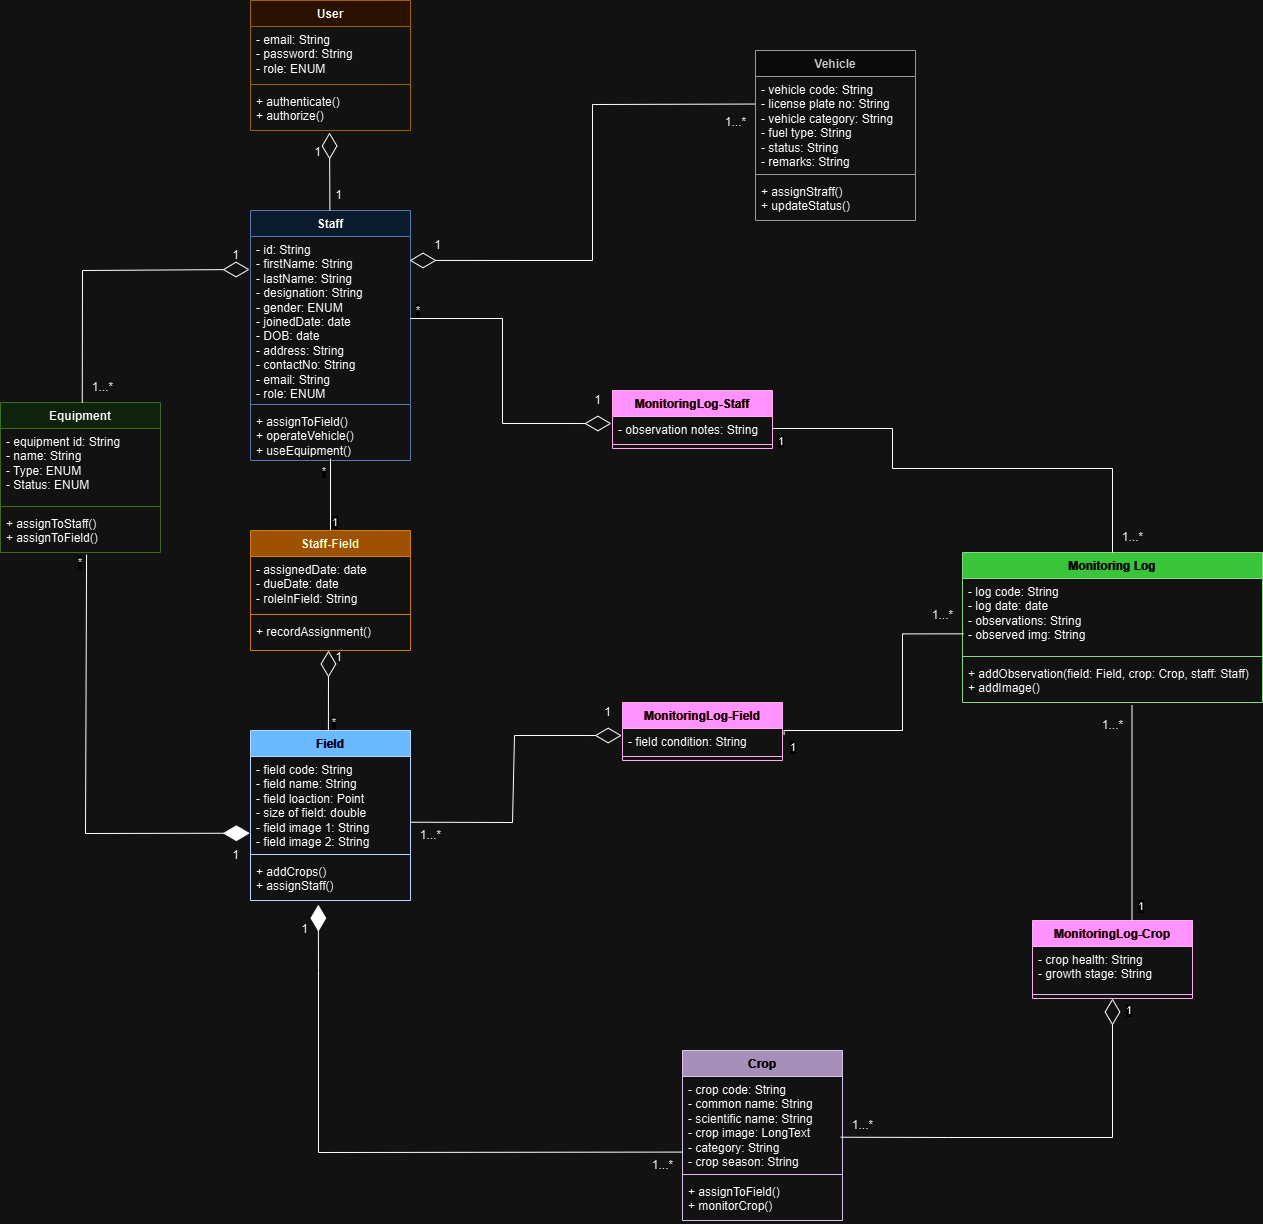 User
- email: String
- password: String
- role: ENUM
+ authenticate()
+ authorize()
1
1
Vehicle
- vehicle code: String
- license plate no: String
- vehicle category: String
- fuel type: String
- status: String
- remarks: String
+ assignStraff()
+ updateStatus()
1...*
1
Staff
- id: String
- firstName: String
- lastName: String
- designation: String
- gender: ENUM
- joinedDate: date
- DOB: date
- address: String
- contactNo: String
- email: String
- role: ENUM
+ assignToField()
+ operateVehicle()
+ useEquipment()
1
*
*
1
1...*
Equipment
- equipment id: String
- name: String
- Type: ENUM
- Status: ENUM
+ assignToStaff()
+ assignToField()
*
1
MonitoringLog-Staff
- observation notes: String
1
1...*
Staff-Field
- assignedDate: date
- dueDate: date
- roleInField: String
+ recordAssignment()
1
*
Monitoring Log
- log code: String
- log date: date
- observations: String
- observed img: String
+ addObservation(field: Field, crop: Crop, staff: Staff)
+ addImage()
1...*
1...*
1
MonitoringLog-Field
- field condition: String
1
1...*
Field
- field code: String
- field name: String
- field loaction: Point
- size of field: double
- field image 1: String
- field image 2: String
+ addCrops()
+ assignStaff()
1
1
1
MonitoringLog-Crop
- crop health: String
- growth stage: String
1
Crop
- crop code: String
- common name: String
- scientific name: String
- crop image: LongText
- category: String
- crop season: String
+ assignToField()
+ monitorCrop()
1...*
1...*